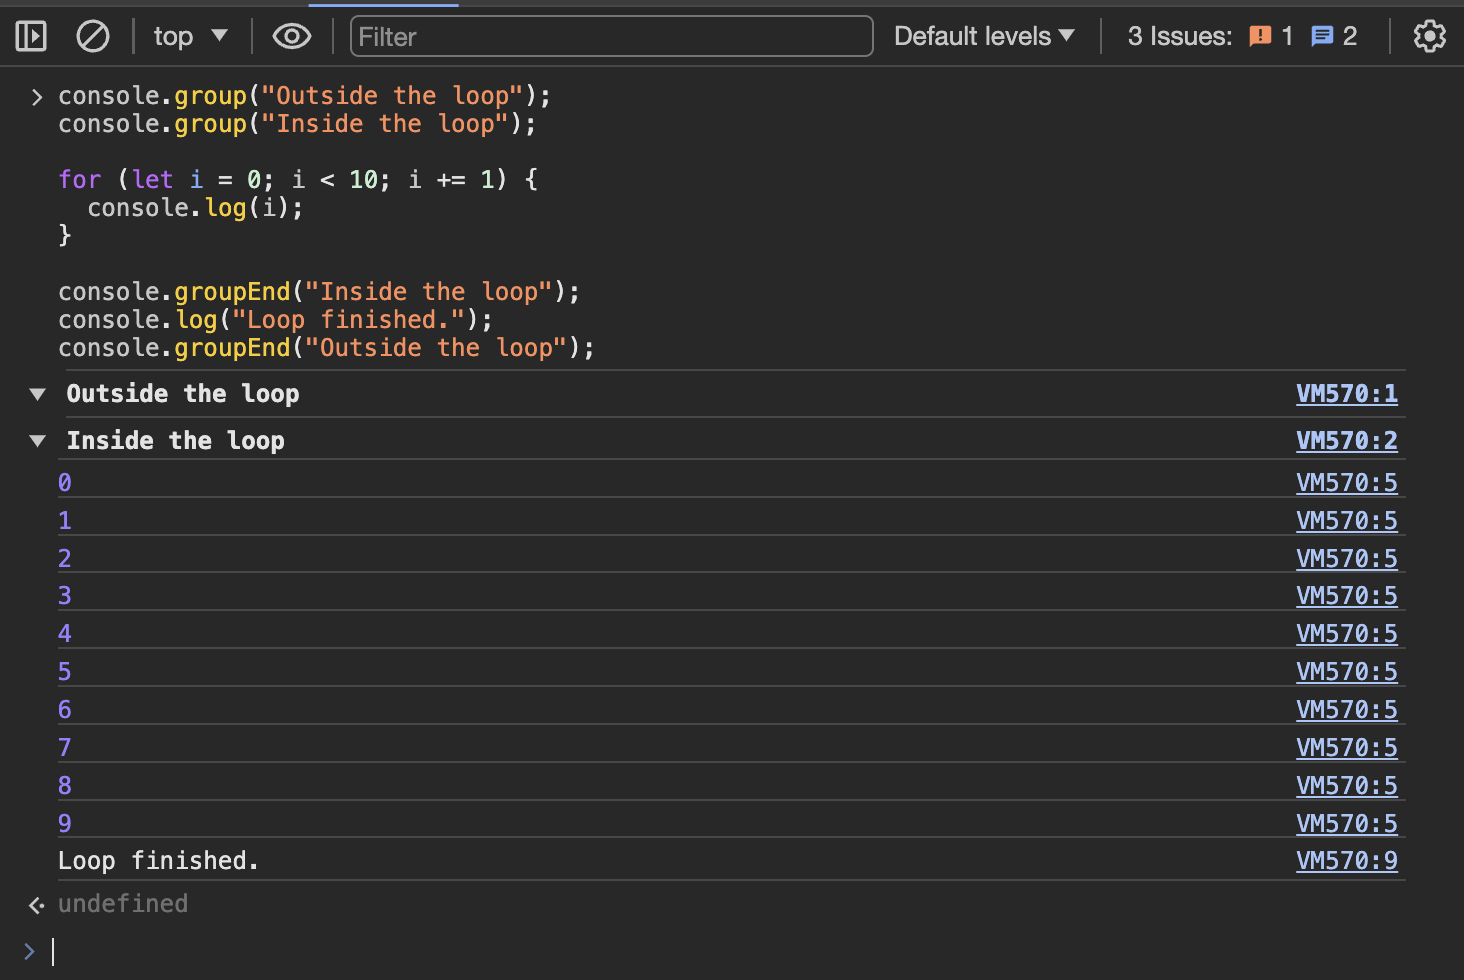 top Filter Default levels 3 Issues: 1 2
console.group("Outside the loop");
console.group("Inside the loop");
for (let i = 0; i < 10; i += 1) {
  console.log(i);
}
console.groupEnd("Inside the loop");
console.log("Loop finished.");
console.groupEnd("Outside the loop");
Outside the loop VM570:1
Inside the loop VM570:2
0 VM570:5
1 VM570:5
2 VM570:5
3 VM570:5
4 VM570:5
5 VM570:5
6 VM570:5
7 VM570:5
8 VM570:5
9 VM570:5
Loop finished. VM570:9
undefined